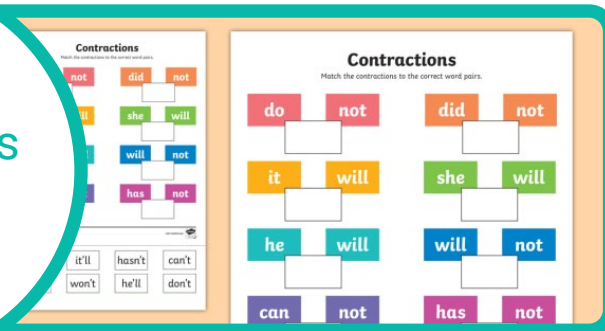 s
Contractions
Match the contractions to the correct word pairs.
not did not
ll she will
will not
t has not
it'll hasn't can't
won't he'll don't
Contractions
Match the contractions to the correct word pairs.
do not did not
it will she will
he will will not
can not has not